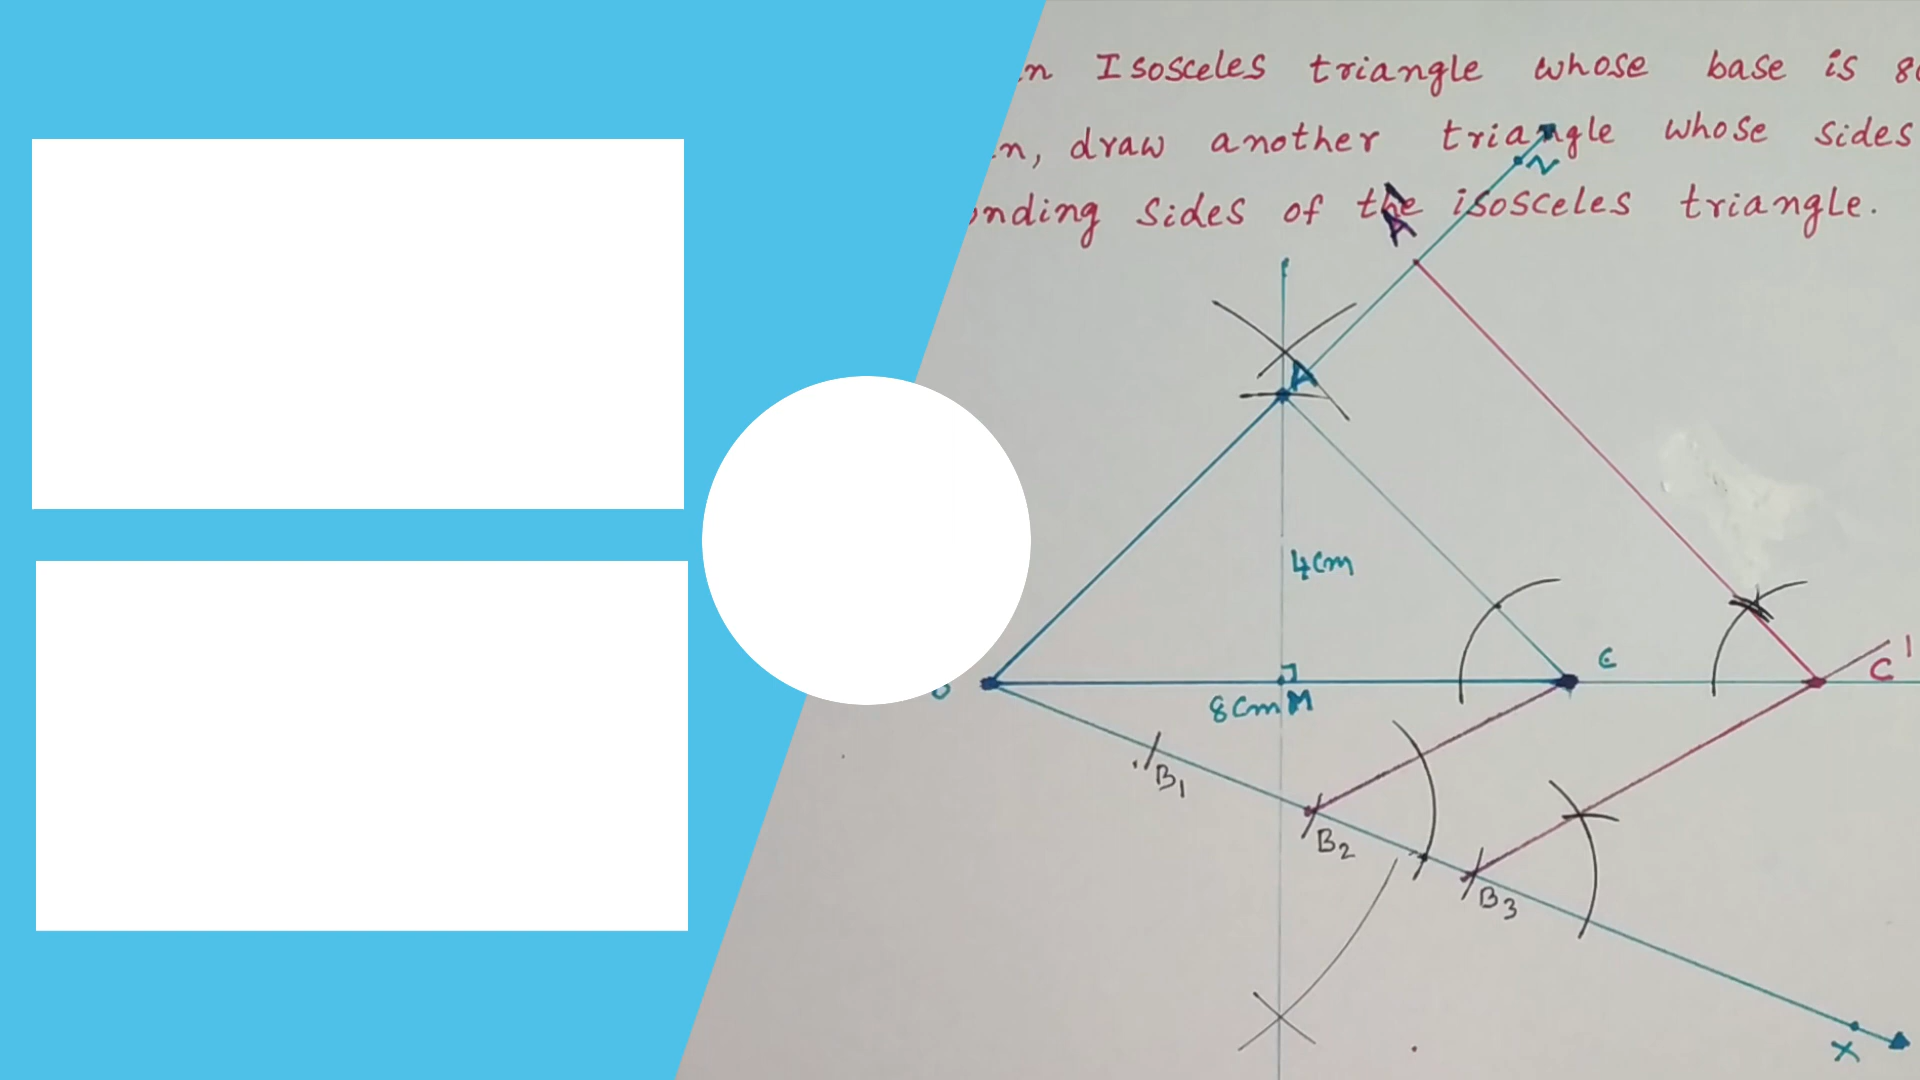 Isosceles triangle whose base is
draw another triangle whose sides
sides of the isosceles triangle.
N
A'
A
4cm
C
C'
8cm M
B1
B2
B3
X